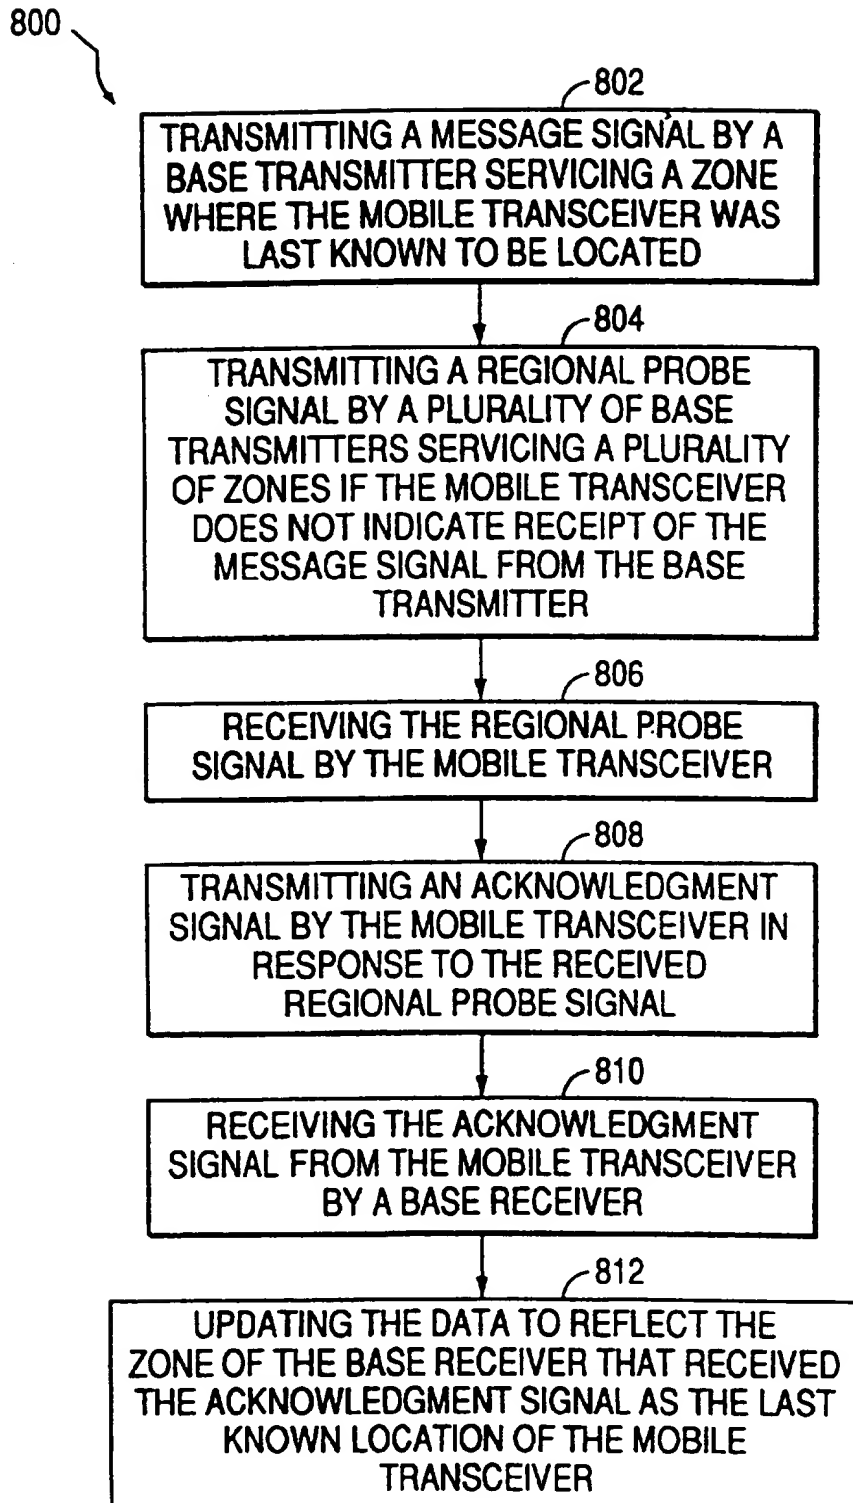 800
802
TRANSMITTING A MESSAGE SIGNAL BY A
BASE TRANSMITTER SERVICING A ZONE
WHERE THE MOBILE TRANSCEIVER WAS
LAST KNOWN TO BE LOCATED
804
TRANSMITTING A REGIONAL PROBE
SIGNAL BY A PLURALITY OF BASE
TRANSMITTERS SERVICING A PLURALITY
OF ZONES IF THE MOBILE TRANSCEIVER
DOES NOT INDICATE RECEIPT OF THE
MESSAGE SIGNAL FROM THE BASE
TRANSMITTER
806
RECEIVING THE REGIONAL PROBE
SIGNAL BY THE MOBILE TRANSCEIVER
808
TRANSMITTING AN ACKNOWLEDGMENT
SIGNAL BY THE MOBILE TRANSCEIVER IN
RESPONSE TO THE RECEIVED
REGIONAL PROBE SIGNAL
810
RECEIVING THE ACKNOWLEDGMENT
SIGNAL FROM THE MOBILE TRANSCEIVER
BY A BASE RECEIVER
812
UPDATING THE DATA TO REFLECT THE
ZONE OF THE BASE RECEIVER THAT RECEIVED
THE ACKNOWLEDGMENT SIGNAL AS THE LAST
KNOWN LOCATION OF THE MOBILE
TRANSCEIVER